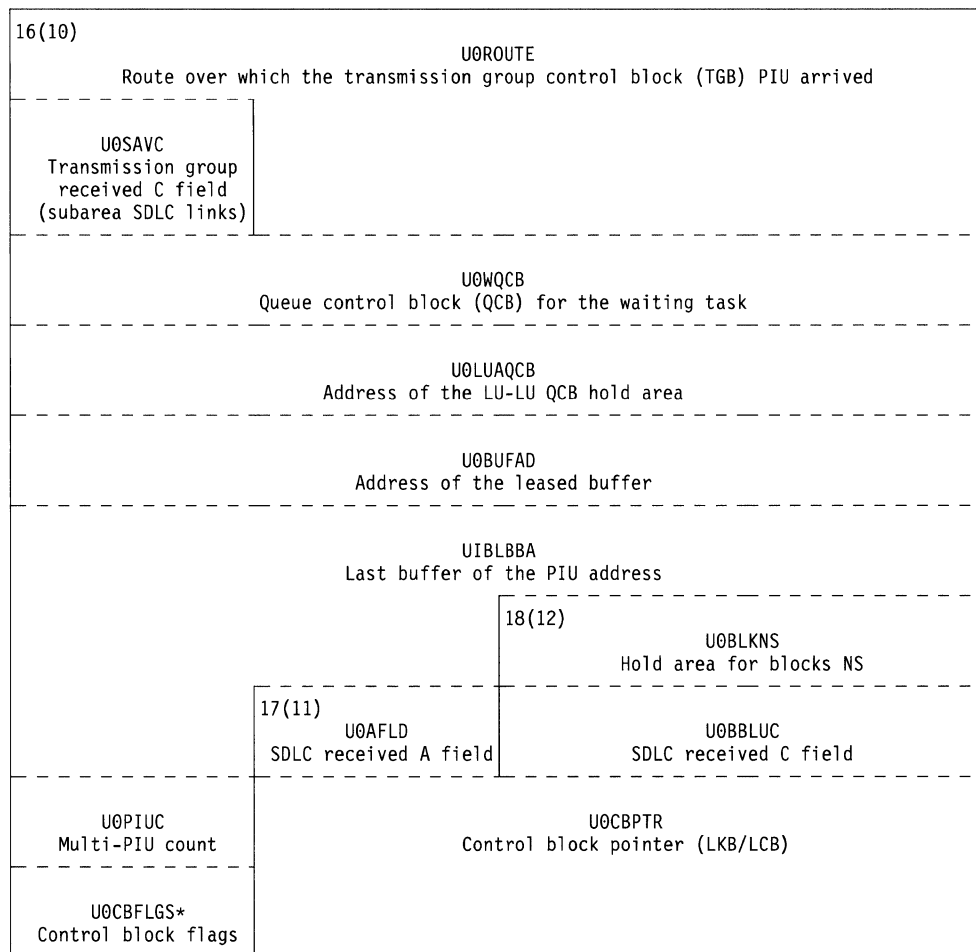 16(10)
U0ROUTE
Route over which the transmission group control block (TGB) PIU arrived
U0SAVC
Transmission group
received C field
(subarea SDLC links)
U0WQCB
Queue control block (QCB) for the waiting task
U0LUAQCB
Address of the LU-LU QCB hold area
U0BUFAD
Address of the leased buffer
UIBLBBA
Last buffer of the PIU address
18(12)
U0BLKNS
Hold area for blocks NS
17(11)
U0AFLD
SDLC received A field
U0BBLUC
SDLC received C field
U0PIUC
Multi-PIU count
U0CBPTR
Control block pointer (LKB/LCB)
U0CBFLGS*
Control block flags